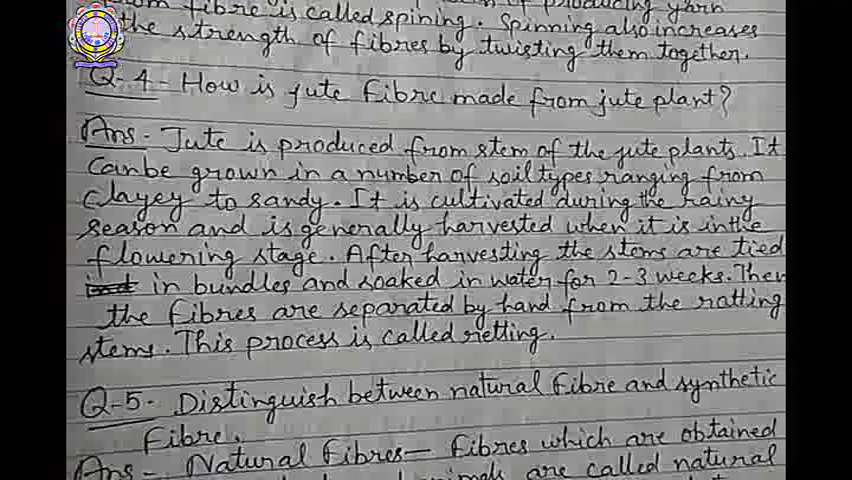 from fibre is called spining. Spinning also increases
the strength of fibres by twisting them together.
Q-4 - How is jute fibre made from jute plant?
Ans - Jute is produced from stem of the jute plants. It
can be grown in a number of soil types ranging from
clayey to sandy. It is cultivated during the rainy
season and is generally harvested when it is in the
flowering stage. After harvesting the stems are tied
in bundles and soaked in water for 2-3 weeks. Then
the fibres are separated by hand from the ratting
stems. This process is called retting.
Q-5 - Distinguish between natural fibre and synthetic
Fibre.
Ans - Natural Fibres — Fibres which are obtained
are called natural